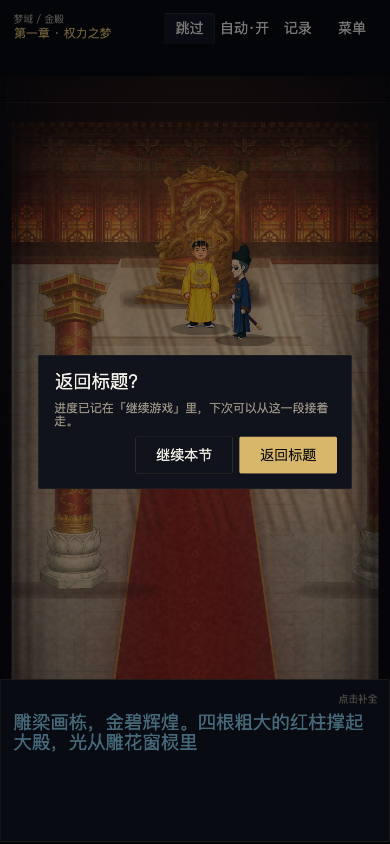 梦域 / 金殿
第一章 · 权力之梦
跳过 自动·开 记录 菜单
返回标题？
进度已记在「继续游戏」里，下次可以从这一段接着
走。
继续本节 返回标题
点击补全
雕梁画栋，金碧辉煌。四根粗大的红柱撑起
大殿，光从雕花窗棂里